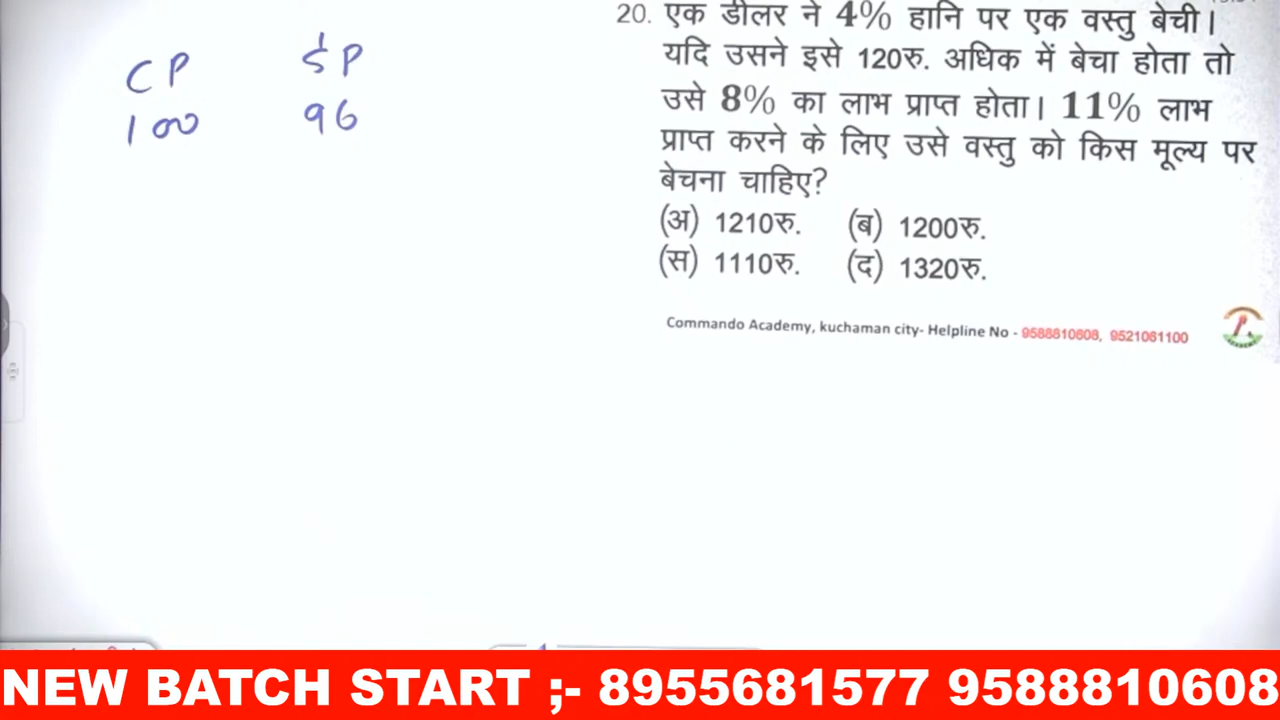 CP SP
100 96
20. एक डीलर ने 4% हानि पर एक वस्तु बेची।
यदि उसने इसे 120रु. अधिक में बेचा होता तो
उसे 8% का लाभ प्राप्त होता। 11% लाभ
प्राप्त करने के लिए उसे वस्तु को किस मूल्य पर
बेचना चाहिए?
(अ) 1210रु. (ब) 1200रु.
(स) 1110रु. (द) 1320रु.
Commando Academy, kuchaman city- Helpline No - 9588810608, 9521061100
NEW BATCH START ;- 8955681577 9588810608